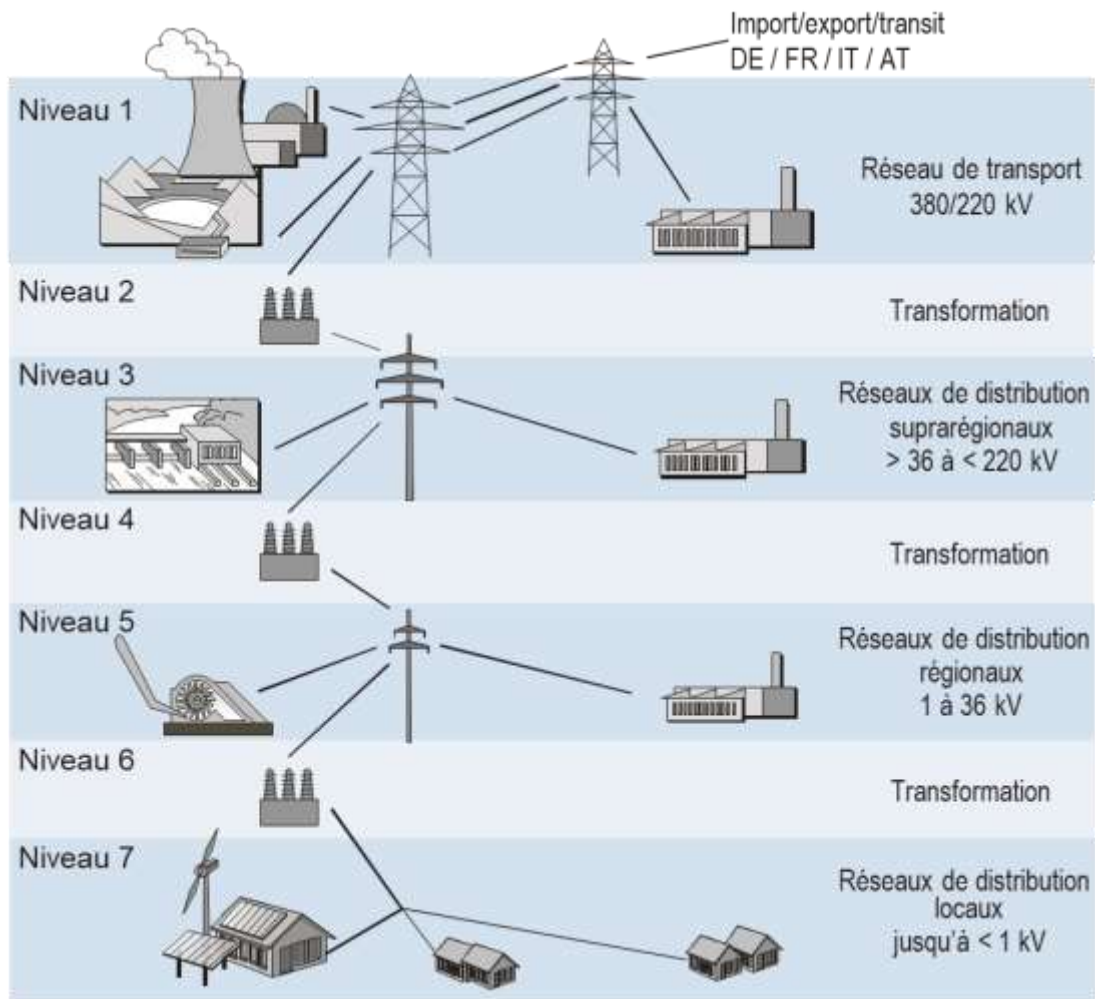 Import/export/transit
DE / FR / IT / AT
Niveau 1
Réseau de transport
380/220 kV
Niveau 2
Transformation
Niveau 3
Réseaux de distribution
suprarégionaux
> 36 à < 220 kV
Niveau 4
Transformation
Niveau 5
Réseaux de distribution
régionaux
1 à 36 kV
Niveau 6
Transformation
Niveau 7
Réseaux de distribution
locaux
jusqu'à < 1 kV